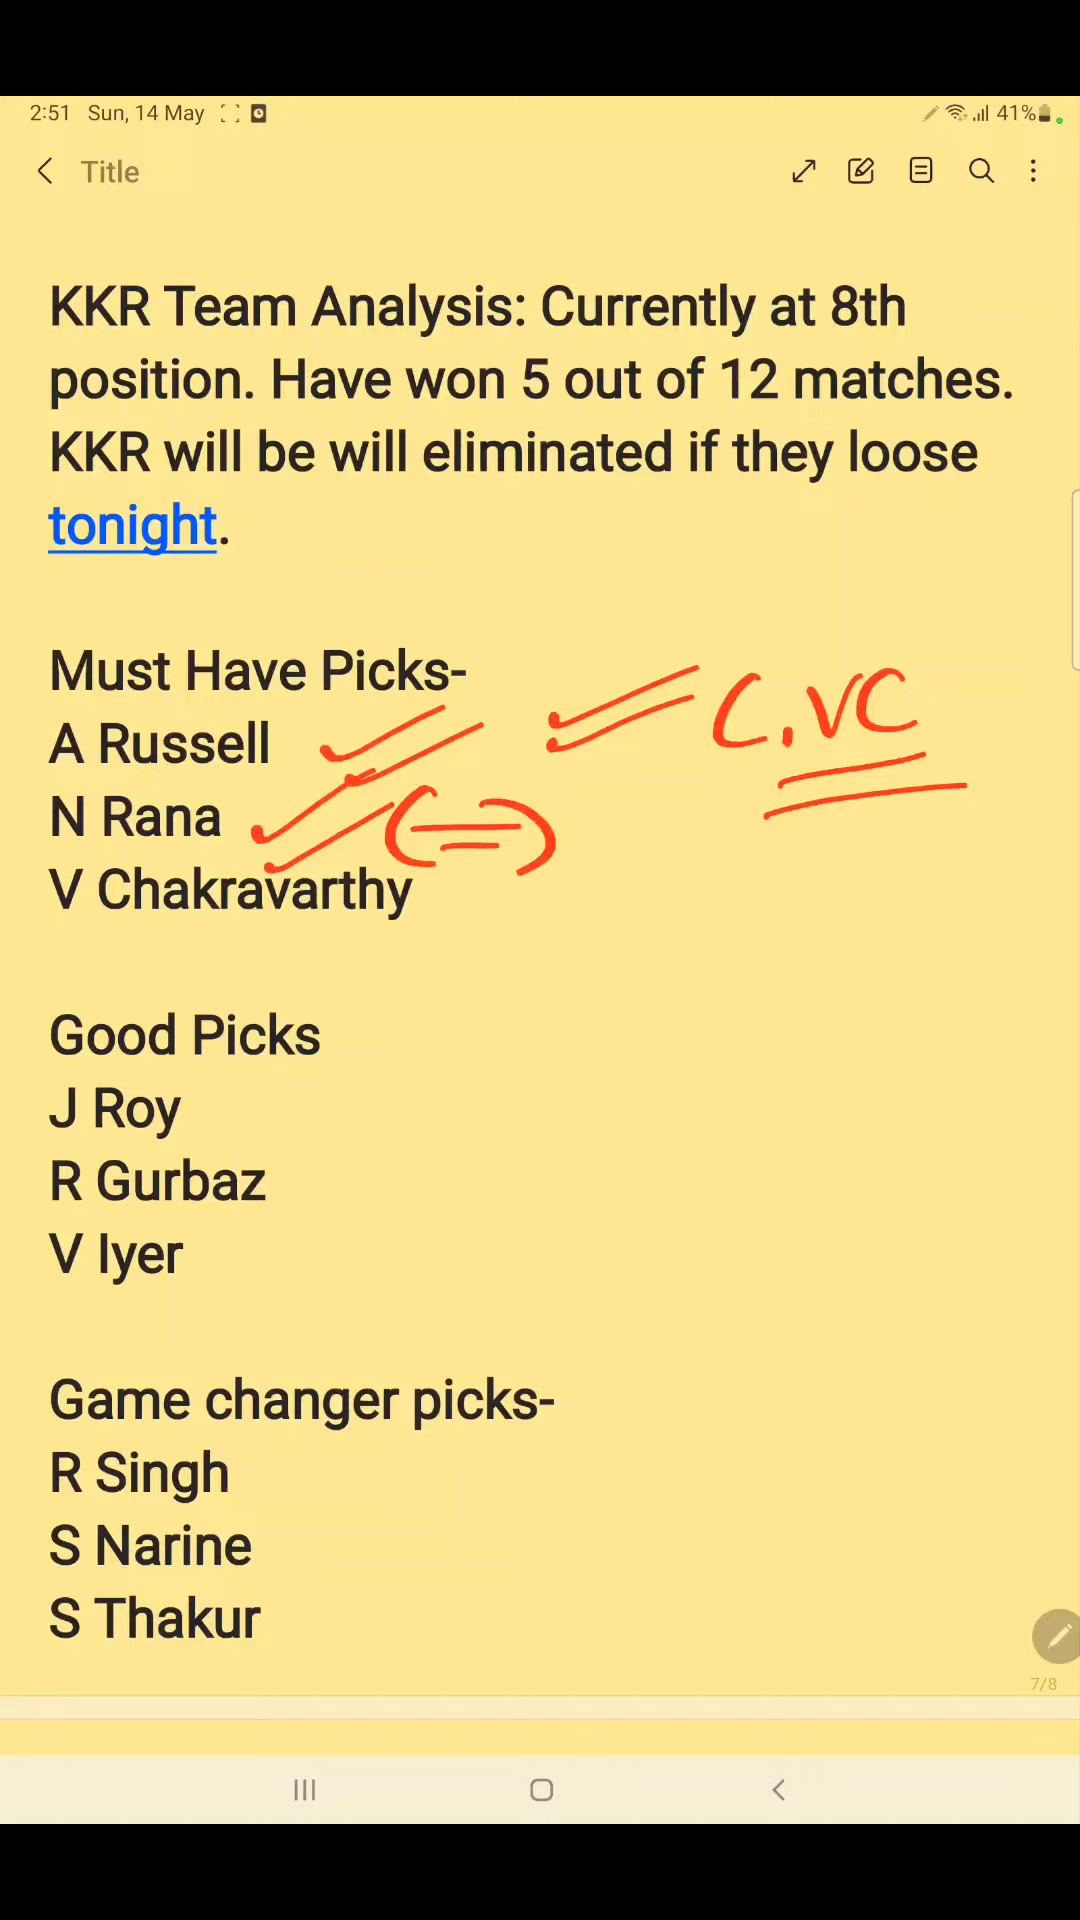 2:51 Sun, 14 May 41%
Title
KKR Team Analysis: Currently at 8th
position. Have won 5 out of 12 matches.
KKR will be will eliminated if they loose
tonight.
Must Have Picks-
A Russell C.VC
N Rana
V Chakravarthy
Good Picks
J Roy
R Gurbaz
V Iyer
Game changer picks-
R Singh
S Narine
S Thakur
7/8